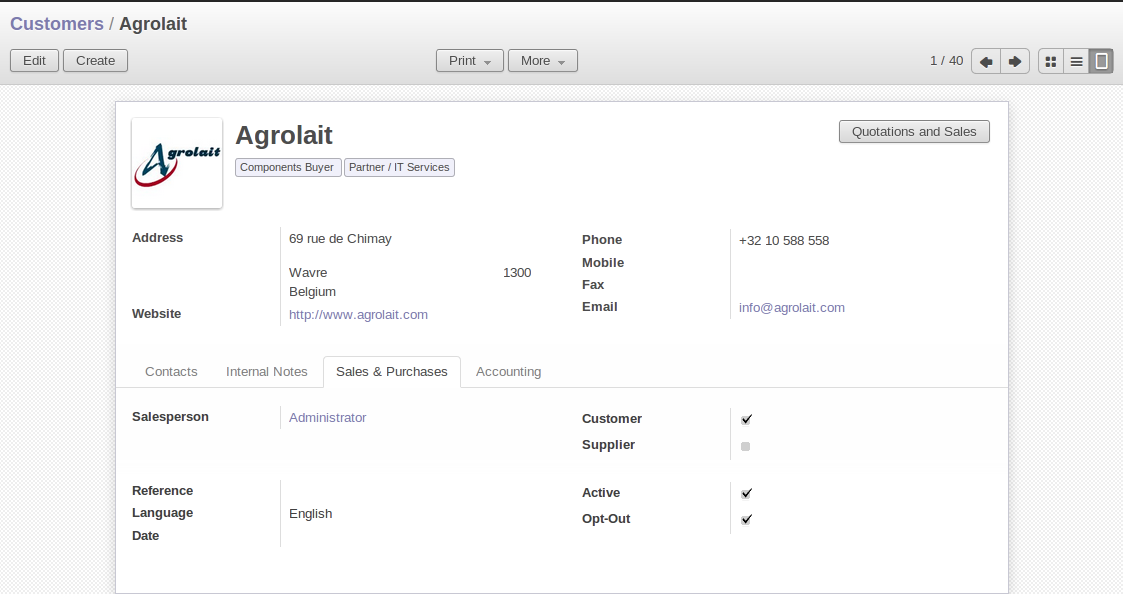 Customers / Agrolait
Edit Create Print More 1 / 40
Agrolait
Agrolait
Quotations and Sales
Components Buyer Partner / IT Services
Address 69 rue de Chimay
Wavre 1300
Belgium
Website http://www.agrolait.com
Phone +32 10 588 558
Mobile
Fax
Email info@agrolait.com
Contacts Internal Notes Sales & Purchases Accounting
Salesperson Administrator
Customer
Supplier
Reference
Language English
Date
Active
Opt-Out